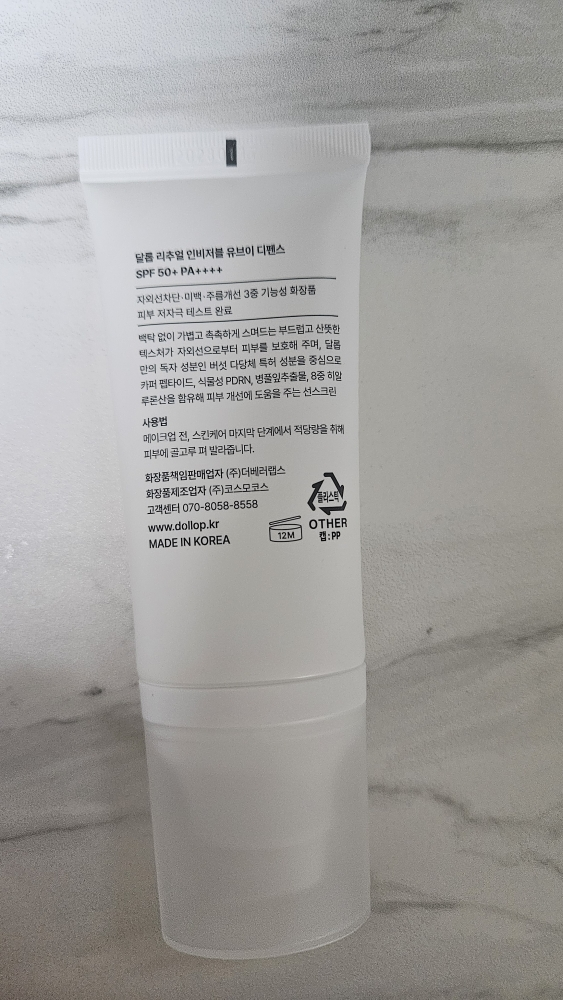 달롭 리추얼 인비저블 유브이 디펜스
SPF 50+ PA++++
자외선차단·미백·주름개선 3중 기능성 화장품
피부 저자극 테스트 완료
백탁 없이 가볍고 촉촉하게 스며드는 부드럽고 산뜻한
텍스처가 자외선으로부터 피부를 보호해 주며, 달롭
만의 독자 성분인 버섯 다당체 특허 성분을 중심으로
카퍼 펩타이드, 식물성 PDRN, 병풀잎추출물, 8중 히알
루론산을 함유해 피부 개선에 도움을 주는 선스크린
사용법
메이크업 전, 스킨케어 마지막 단계에서 적당량을 취해
피부에 골고루 펴 발라줍니다.
화장품책임판매업자 (주)더베러랩스
화장품제조업자 (주)코스모코스
고객센터 070-8058-8558
www.dollop.kr
MADE IN KOREA
12M
플라스틱
OTHER
캡:PP